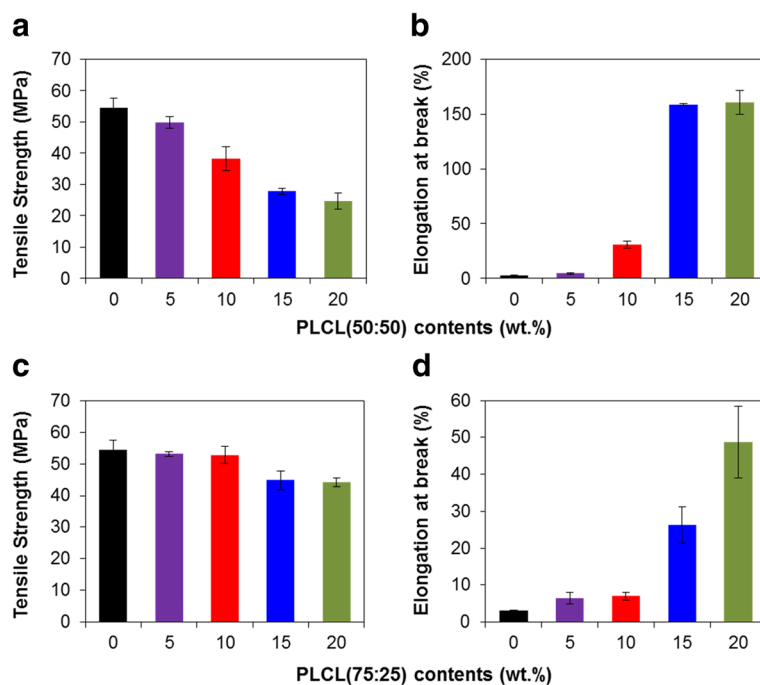 a
b
Tensile Strength (MPa)
70
60
50
40
30
20
10
0
0 5 10 15 20
Elongation at break (%)
200
150
100
50
0
0 5 10 15 20
PLCL(50:50) contents (wt.%)
c
d
Tensile Strength (MPa)
70
60
50
40
30
20
10
0
0 5 10 15 20
Elongation at break (%)
60
50
40
30
20
10
0
0 5 10 15 20
PLCL(75:25) contents (wt.%)